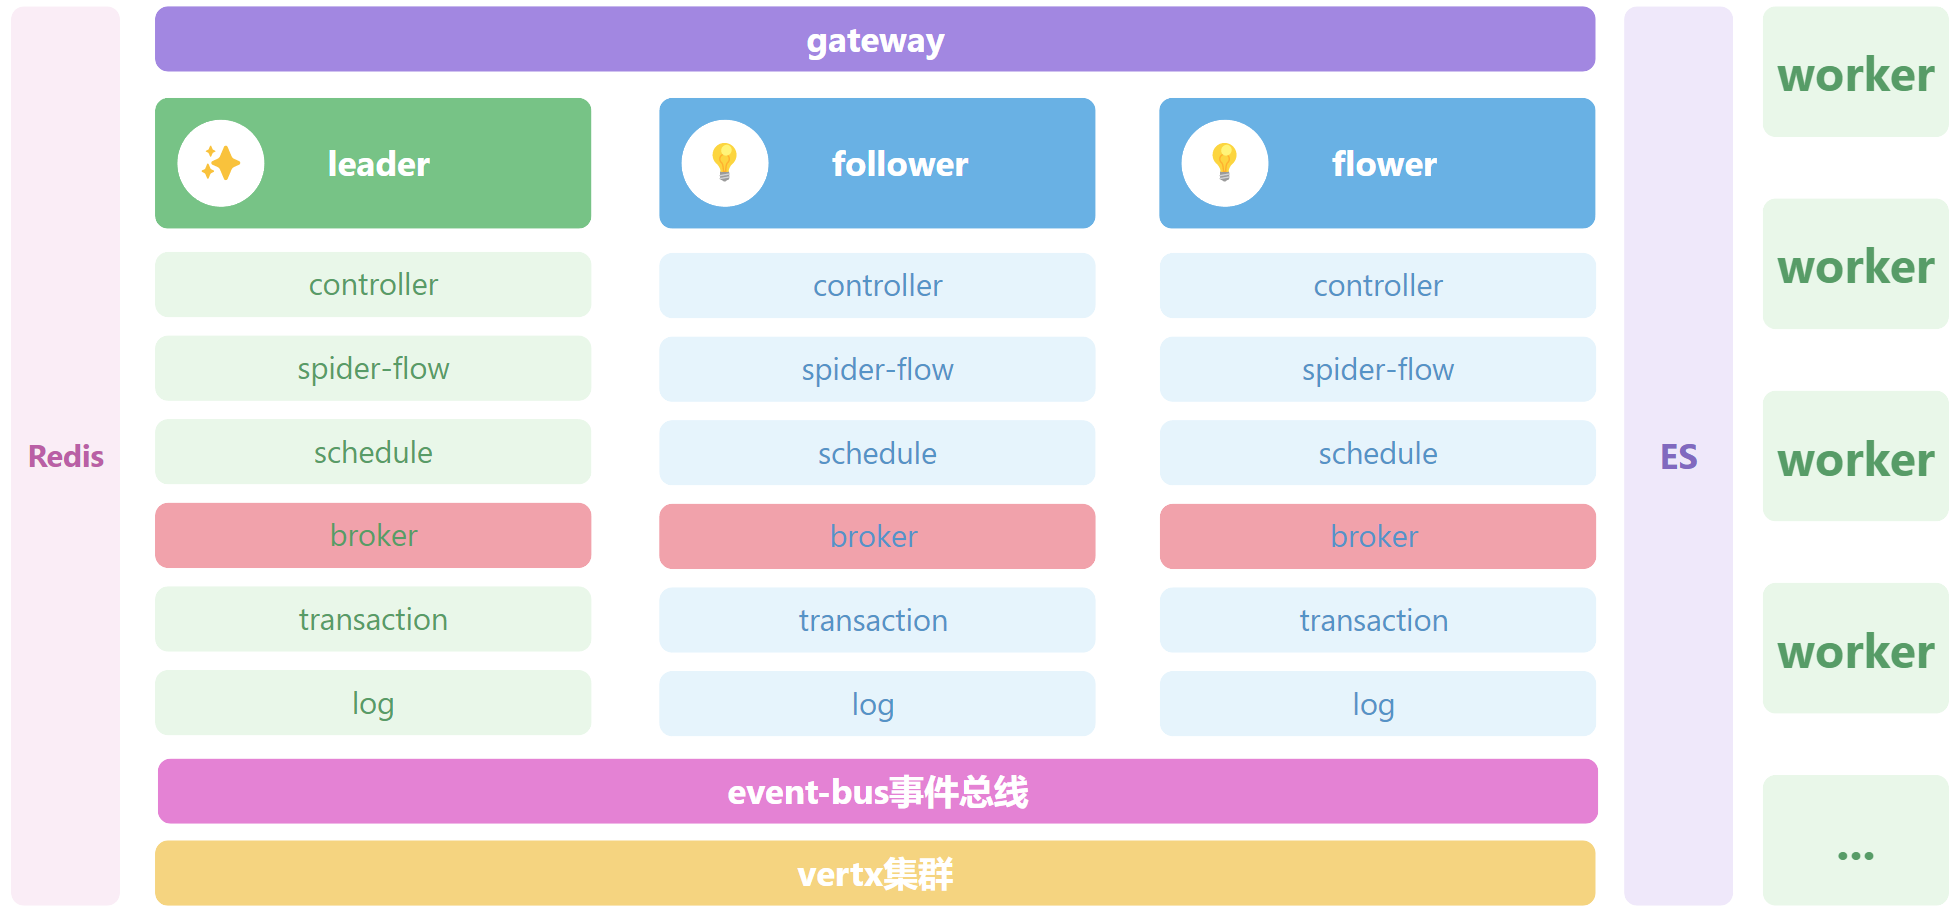 gateway
leader
follower
flower
controller
controller
controller
spider-flow
spider-flow
spider-flow
schedule
schedule
schedule
broker
broker
broker
transaction
transaction
transaction
log
log
log
event-bus事件总线
vertx集群
Redis
ES
worker
worker
worker
worker
...